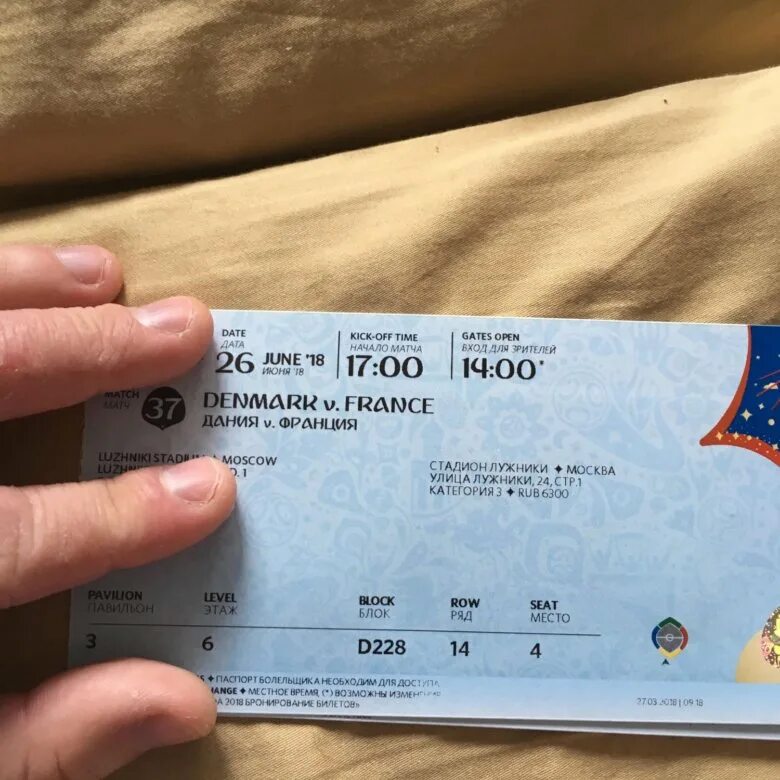 DATE
ДАТА
26 JUNE '18
ИЮНЯ '18
KICK-OFF TIME
НАЧАЛО МАТЧА
17:00
GATES OPEN
ВХОД ДЛЯ ЗРИТЕЛЕЙ
14:00*
MATCH
МАТЧ
37
DENMARK v. FRANCE
ДАНИЯ v. ФРАНЦИЯ
LUZHNIKI STADIUM ✦ MOSCOW
СТАДИОН ЛУЖНИКИ ✦ МОСКВА
УЛИЦА ЛУЖНИКИ, 24, СТР.1
КАТЕГОРИЯ 3 ✦ RUB 6300
PAVILION
ПАВИЛЬОН
3
LEVEL
ЭТАЖ
6
BLOCK
БЛОК
D228
ROW
РЯД
14
SEAT
МЕСТО
4
✦ ПАСПОРТ БОЛЕЛЬЩИКА НЕОБХОДИМ ДЛЯ ДОСТУПА
✦ МЕСТНОЕ ВРЕМЯ, (*) ВОЗМОЖНЫ
2018 БРОНИРОВАНИЕ БИЛЕТОВ»
27.03.2018 | 09:18